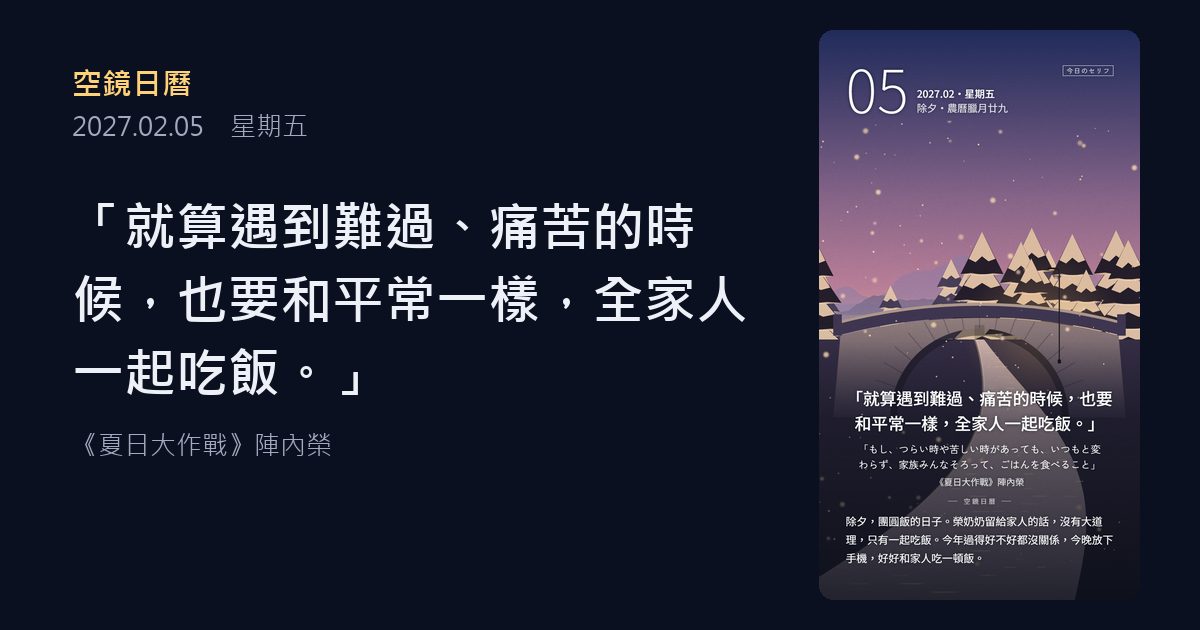 空鏡日曆
2027.02.05 星期五
「就算遇到難過、痛苦的時
候，也要和平常一樣，全家人
一起吃飯。」
《夏日大作戰》陣內榮
05
2027.02・星期五
除夕・農曆臘月廿九
今日のセリフ
「就算遇到難過、痛苦的時候，也要
和平常一樣，全家人一起吃飯。」
「もし、つらい時や苦しい時があっても、いつもと変
わらず、家族みんなそろって、ごはんを食べること」
《夏日大作戰》陣內榮
空鏡日曆
除夕，團圓飯的日子。榮奶奶留給家人的話，沒有大道
理，只有一起吃飯。今年過得好不好都沒關係，今晚放下
手機，好好和家人吃一頓飯。